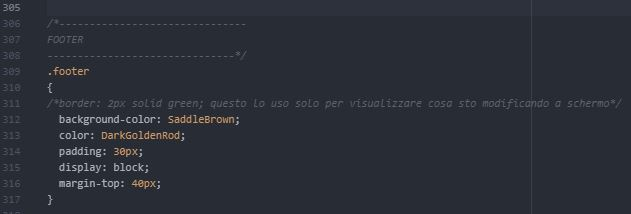 305
306 /*------------------------------
307 FOOTER
308 ------------------------------*/
309 .footer
310 {
311 /*border: 2px solid green; questo lo uso solo per visualizzare cosa sto modificando a schermo*/
312 background-color: SaddleBrown;
313 color: DarkGoldenRod;
314 padding: 30px;
315 display: block;
316 margin-top: 40px;
317 }